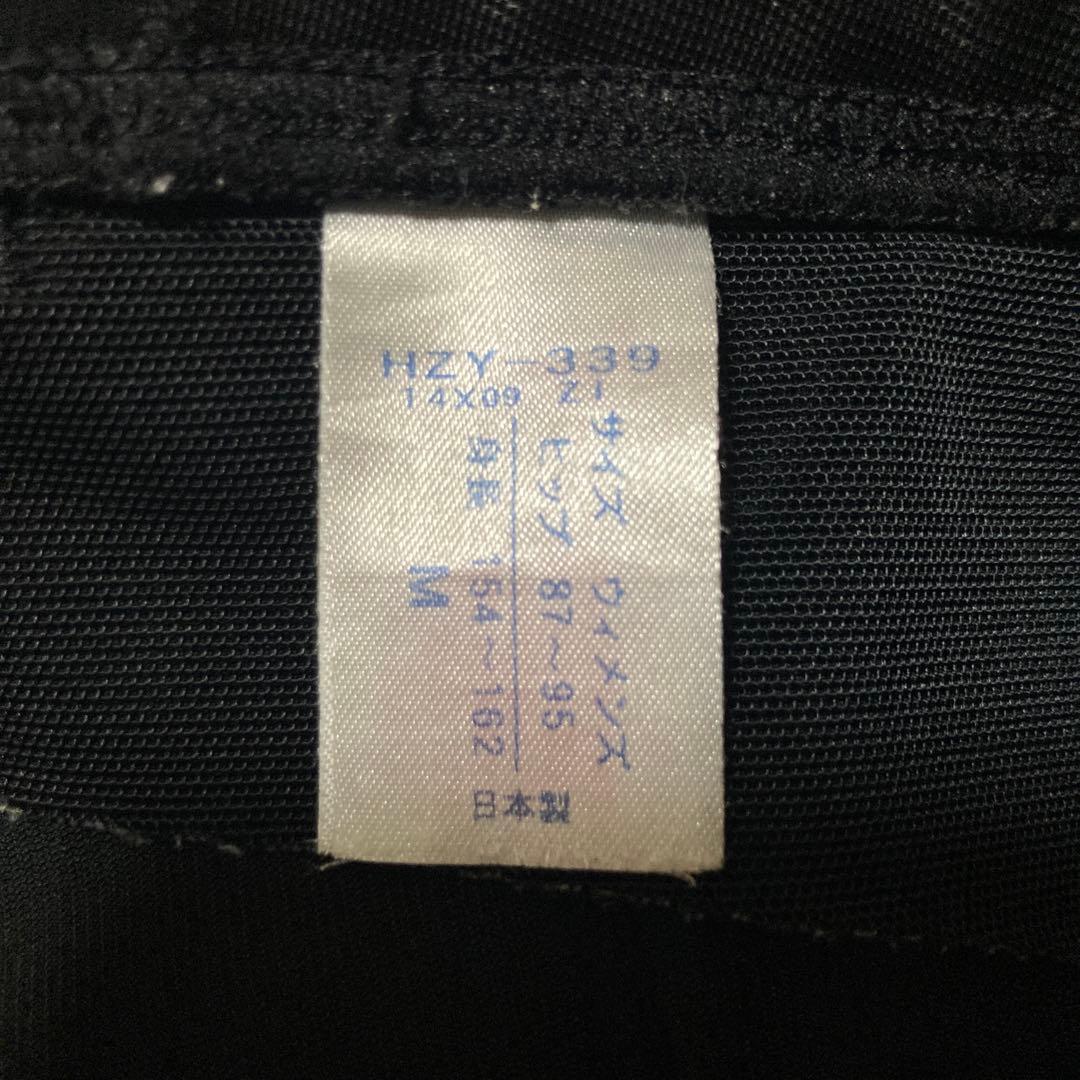 HZY-339
14X09 Z1
サイズ ウィメンズ
ヒップ 87～95
身長 154～162
M
日本製